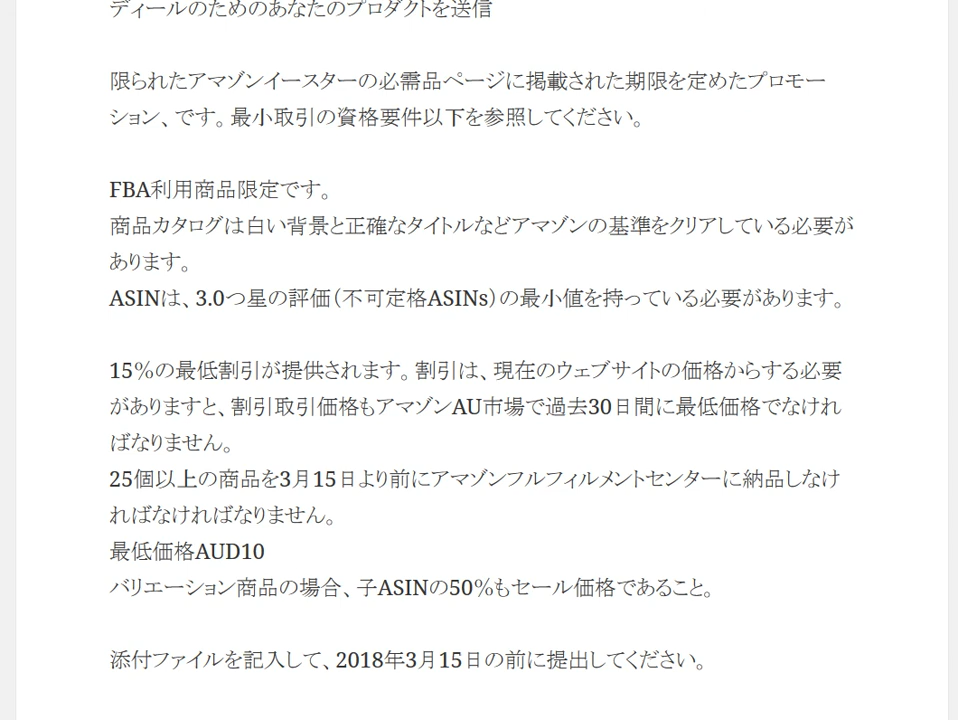 ディールのためのあなたのプロダクトを送信
限られたアマゾンイースターの必需品ページに掲載された期限を定めたプロモー
ション、です。最小取引の資格要件以下を参照してください。
FBA利用商品限定です。
商品カタログは白い背景と正確なタイトルなどアマゾンの基準をクリアしている必要が
あります。
ASINは、3.0つ星の評価（不可定格ASINs）の最小値を持っている必要があります。
15％の最低割引が提供されます。割引は、現在のウェブサイトの価格からする必要
がありますと、割引取引価格もアマゾンAU市場で過去30日間に最低価格でなけれ
ばなりません。
25個以上の商品を3月15日より前にアマゾンフルフィルメントセンターに納品しなけ
ればなければなりません。
最低価格AUD10
バリエーション商品の場合、子ASINの50％もセール価格であること。
添付ファイルを記入して、2018年3月15日の前に提出してください。